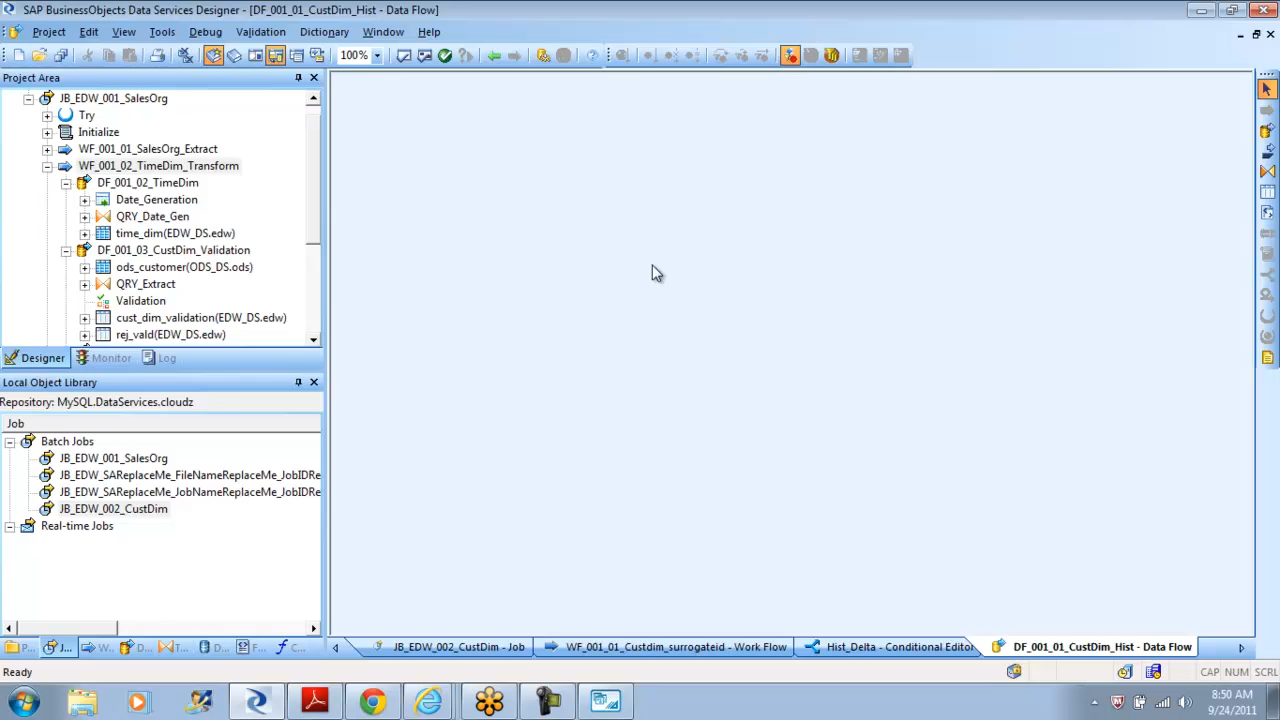 SAP BusinessObjects Data Services Designer - [DF_001_01_CustDim_Hist - Data Flow]
Project Edit View Tools Debug Validation Dictionary Window Help
100%
Project Area
JB_EDW_001_SalesOrg
Try
Initialize
WF_001_01_SalesOrg_Extract
WF_001_02_TimeDim_Transform
DF_001_02_TimeDim
Date_Generation
QRY_Date_Gen
time_dim(EDW_DS.edw)
DF_001_03_CustDim_Validation
ods_customer(ODS_DS.ods)
QRY_Extract
Validation
cust_dim_validation(EDW_DS.edw)
rej_vald(EDW_DS.edw)
Designer Monitor Log
Local Object Library
Repository: MySQL.DataServices.cloudz
Job
Batch Jobs
JB_EDW_001_SalesOrg
JB_EDW_SAReplaceMe_FileNameReplaceMe_JobIDRe
JB_EDW_SAReplaceMe_JobNameReplaceMe_JobIDRe
JB_EDW_002_CustDim
Real-time Jobs
P... J... W... D... T... D... F... C...
JB_EDW_002_CustDim - Job WF_001_01_Custdim_surrogateid - Work Flow Hist_Delta - Conditional Editor DF_001_01_CustDim_Hist - Data Flow
Ready
CAP NUM SCRL
8:50 AM
9/24/2011